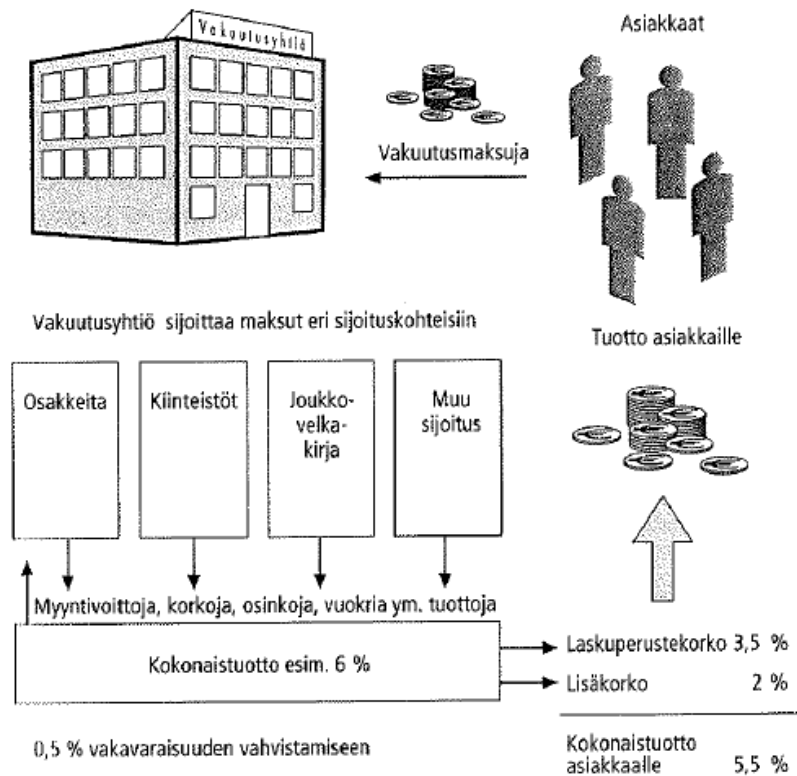 Vakuutusyhtiö
Asiakkaat
Vakuutusmaksuja
Vakuutusyhtiö sijoittaa maksut eri sijoituskohteisiin
Tuotto asiakkaille
Osakkeita
Kiinteistöt
Joukko-
velka-
kirja
Muu
sijoitus
Myyntivoittoja, korkoja, osinkoja, vuokria ym. tuottoja
Kokonaistuotto esim. 6 %
Laskuperustekorko 3,5 %
Lisäkorko 2 %
0,5 % vakavaraisuuden vahvistamiseen
Kokonaistuotto
asiakkaalle 5,5 %